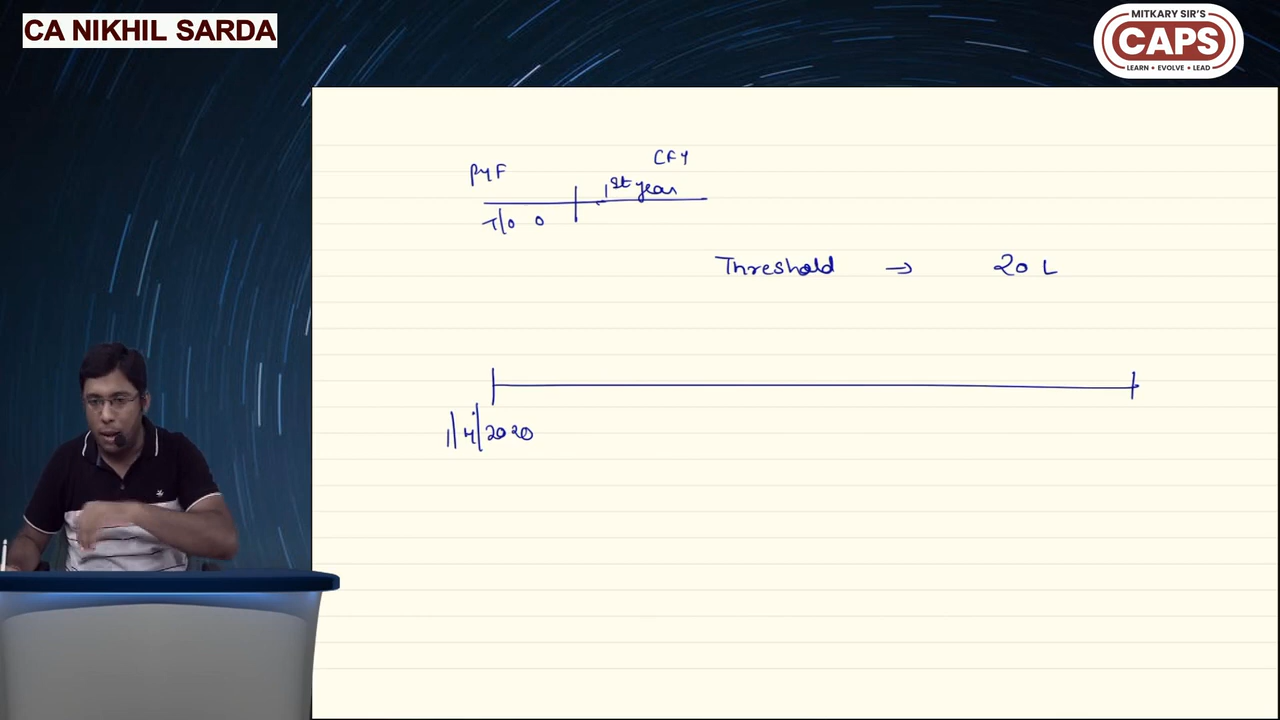 CA NIKHIL SARDA
MITKARY SIR'S
CAPS
LEARN • EVOLVE • LEAD
PYF
CFY
1st year
T/O 0
Threshold → 20 L
1/4/2020